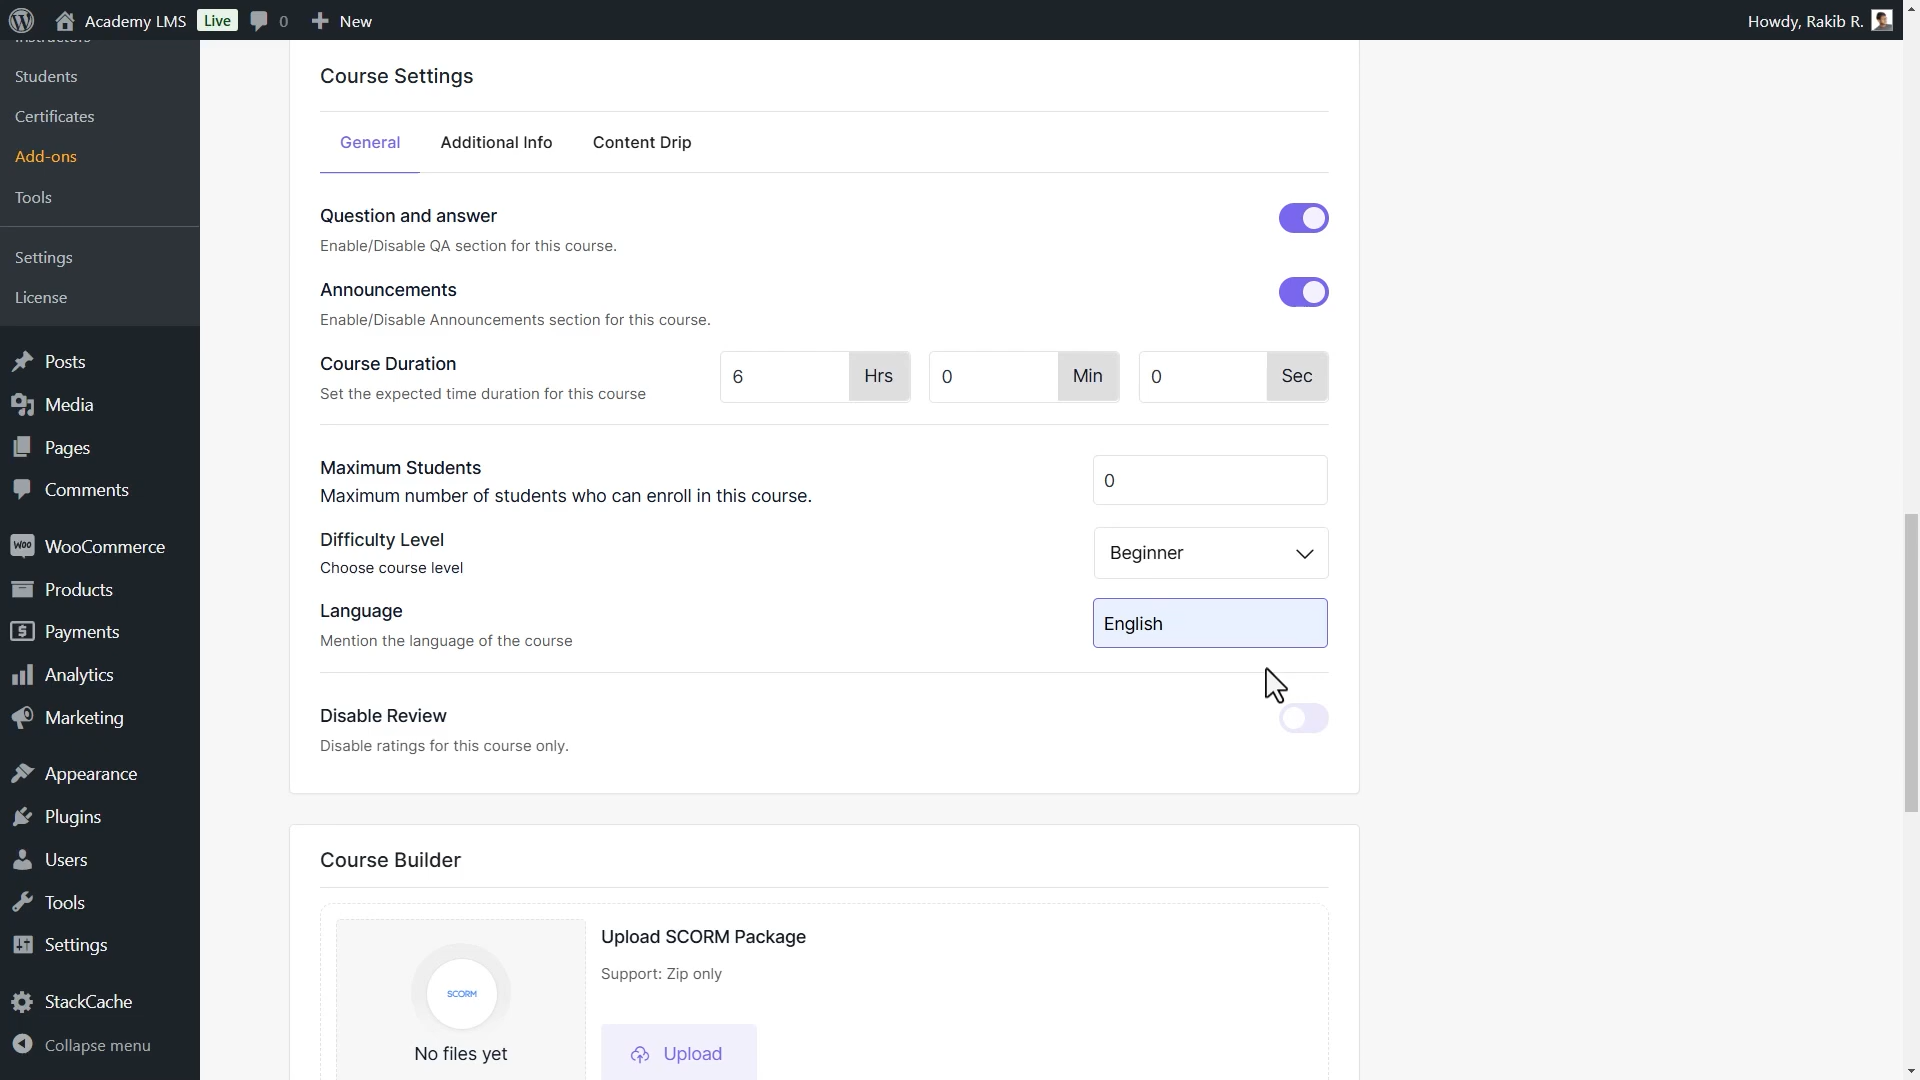 Academy LMS Live 0 New
Howdy, Rakib R.
Instructors
Students
Certificates
Add-ons
Tools
Settings
License
Posts
Media
Pages
Comments
Woo WooCommerce
Products
Payments
Analytics
Marketing
Appearance
Plugins
Users
Tools
Settings
StackCache
Collapse menu
Course Settings
General Additional Info Content Drip
Question and answer
Enable/Disable QA section for this course.
Announcements
Enable/Disable Announcements section for this course.
Course Duration
Set the expected time duration for this course
6 Hrs 0 Min 0 Sec
Maximum Students
Maximum number of students who can enroll in this course.
0
Difficulty Level
Choose course level
Beginner
Language
Mention the language of the course
English
Disable Review
Disable ratings for this course only.
Course Builder
SCORM
No files yet
Upload SCORM Package
Support: Zip only
Upload